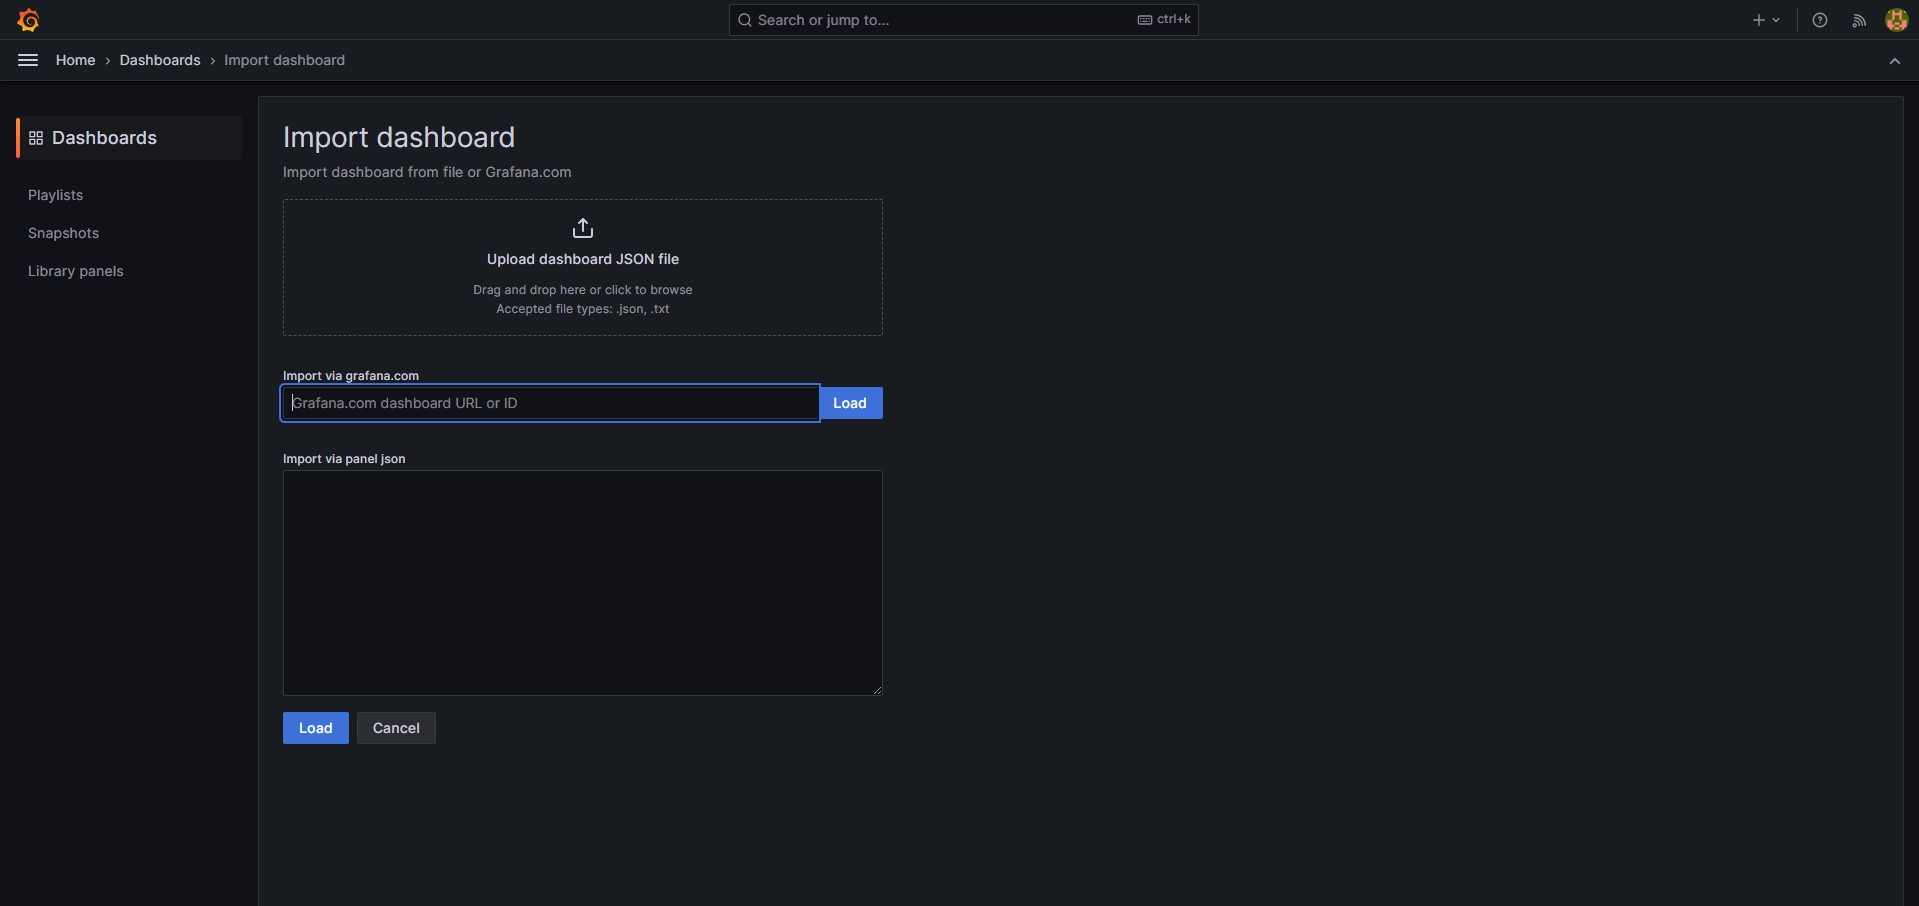 Search or jump to...
ctrl+k
Home › Dashboards › Import dashboard
Dashboards
Playlists
Snapshots
Library panels
Import dashboard
Import dashboard from file or Grafana.com
Upload dashboard JSON file
Drag and drop here or click to browse
Accepted file types: .json, .txt
Import via grafana.com
Grafana.com dashboard URL or ID
Load
Import via panel json
Load
Cancel